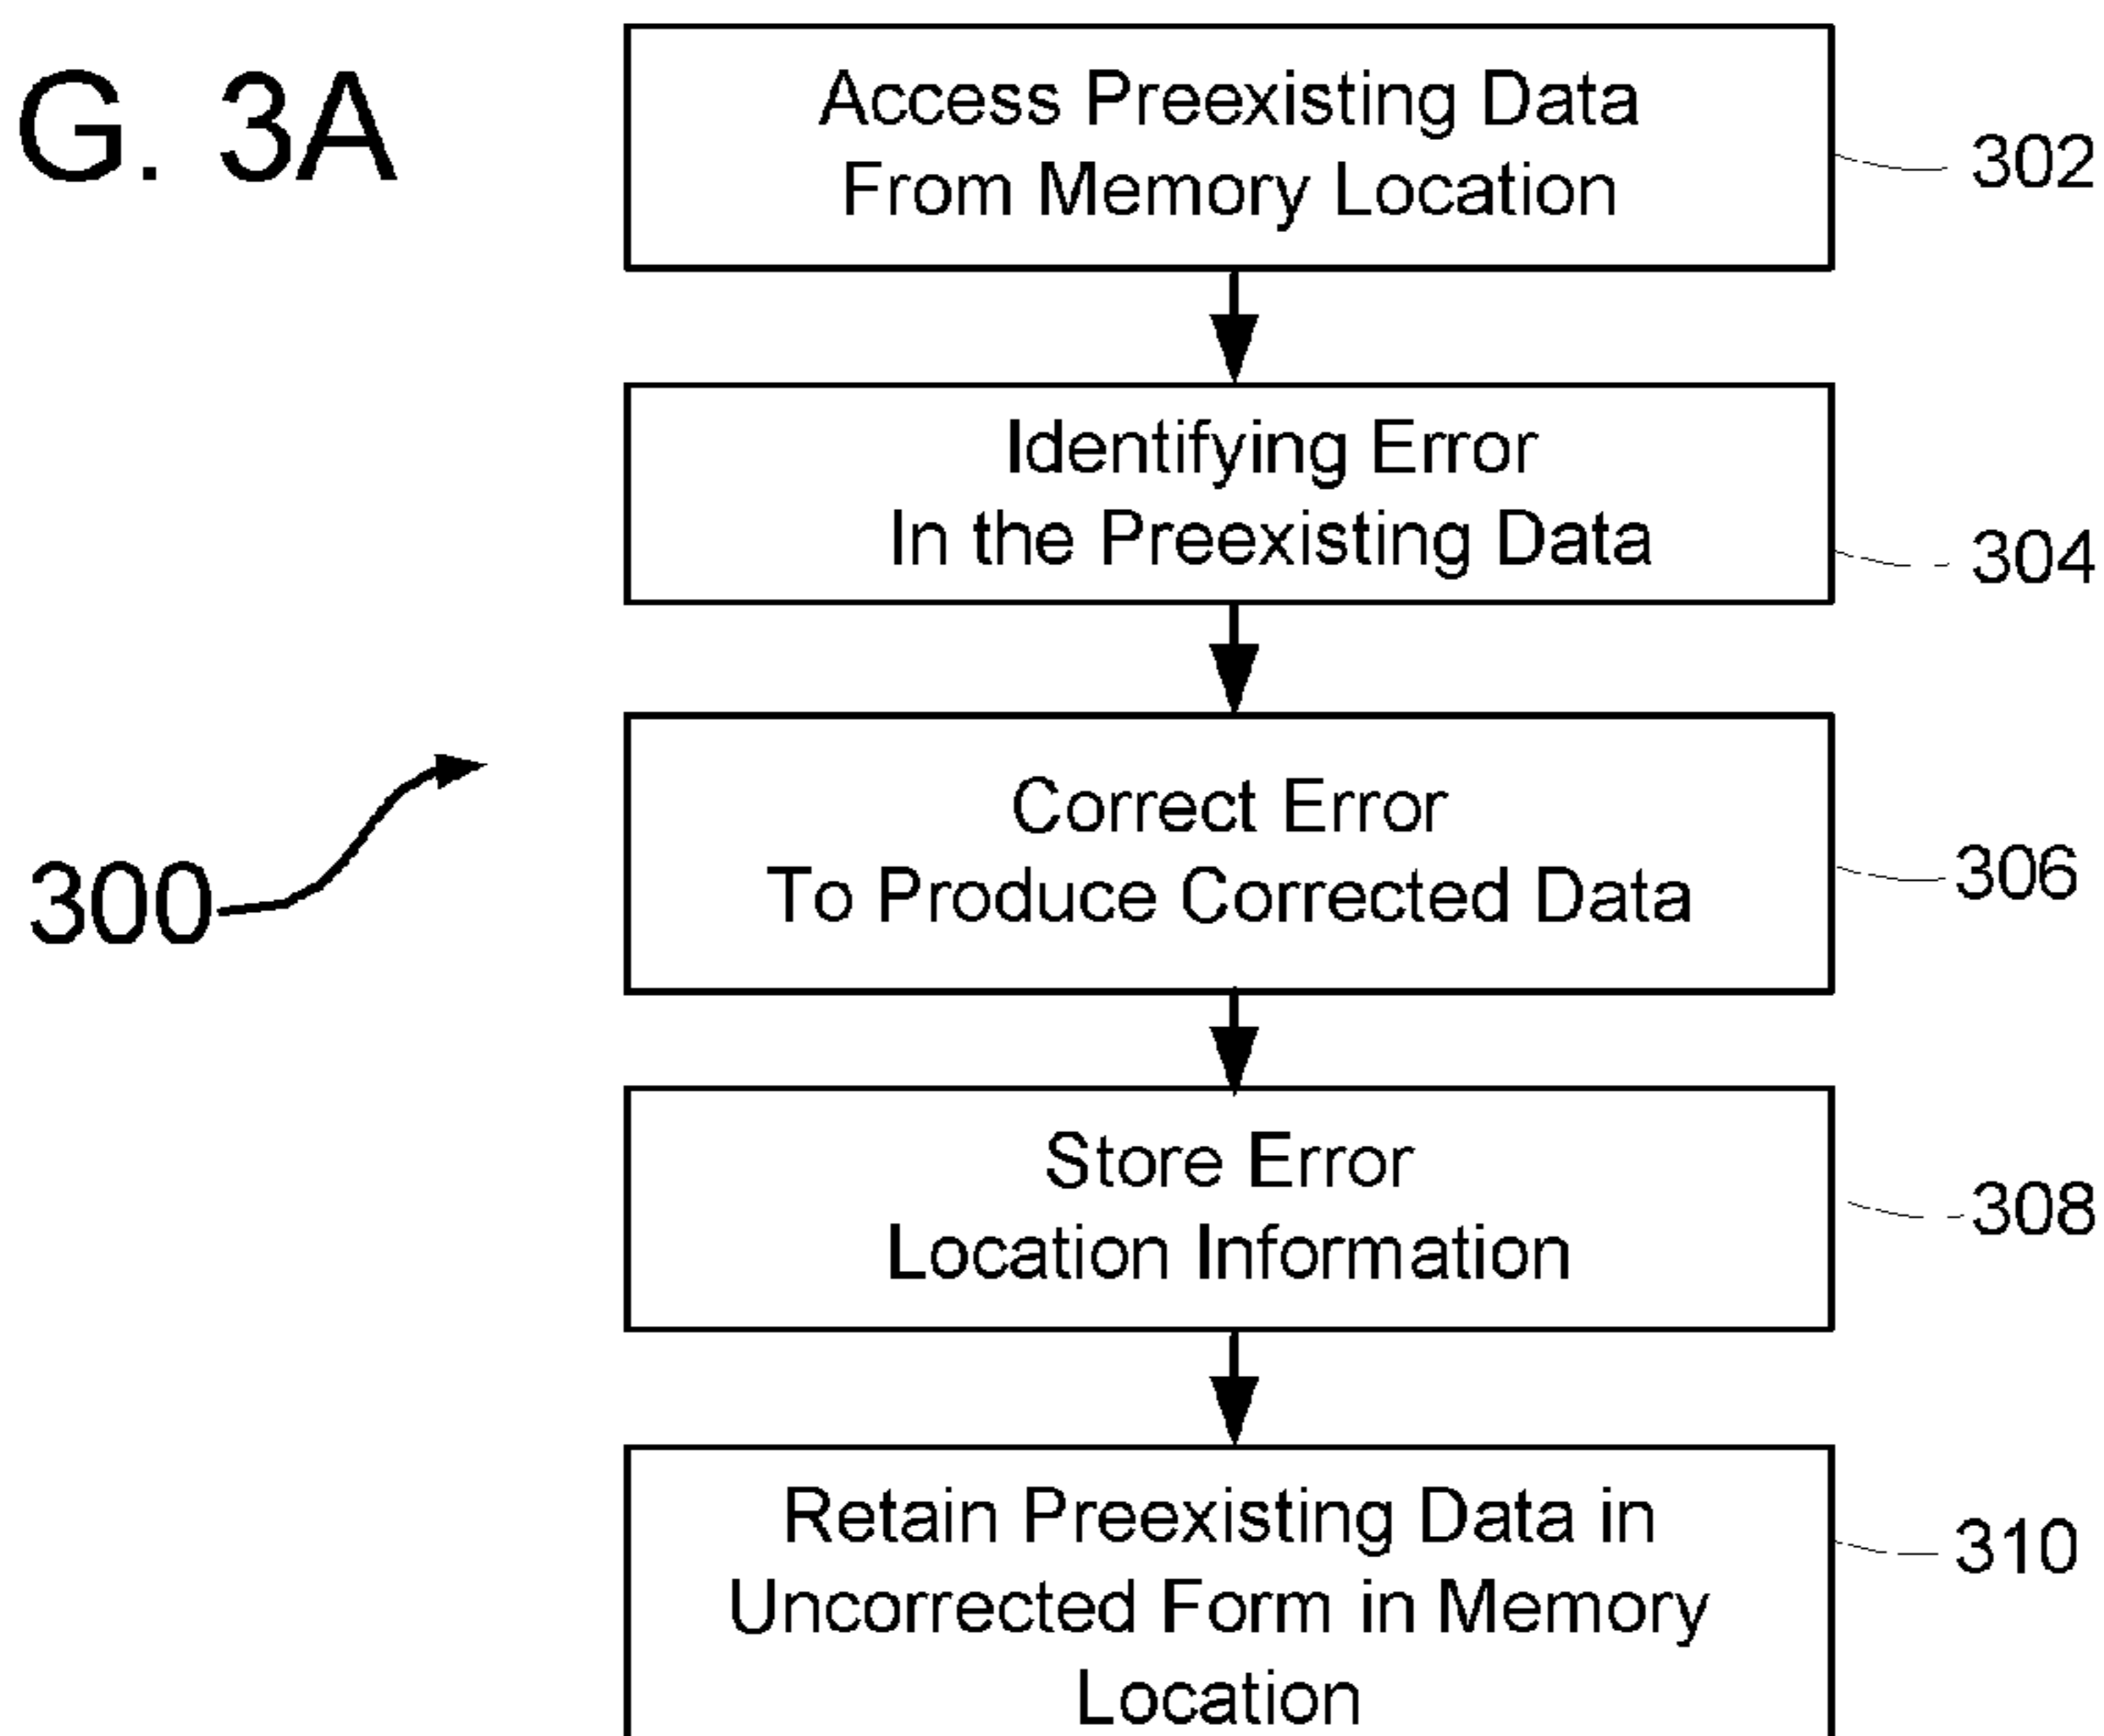 G. 3A
Access Preexisting Data
From Memory Location
302
Identifying Error
In the Preexisting Data
304
Correct Error
To Produce Corrected Data
306
300
Store Error
Location Information
308
Retain Preexisting Data in
Uncorrected Form in Memory
Location
310